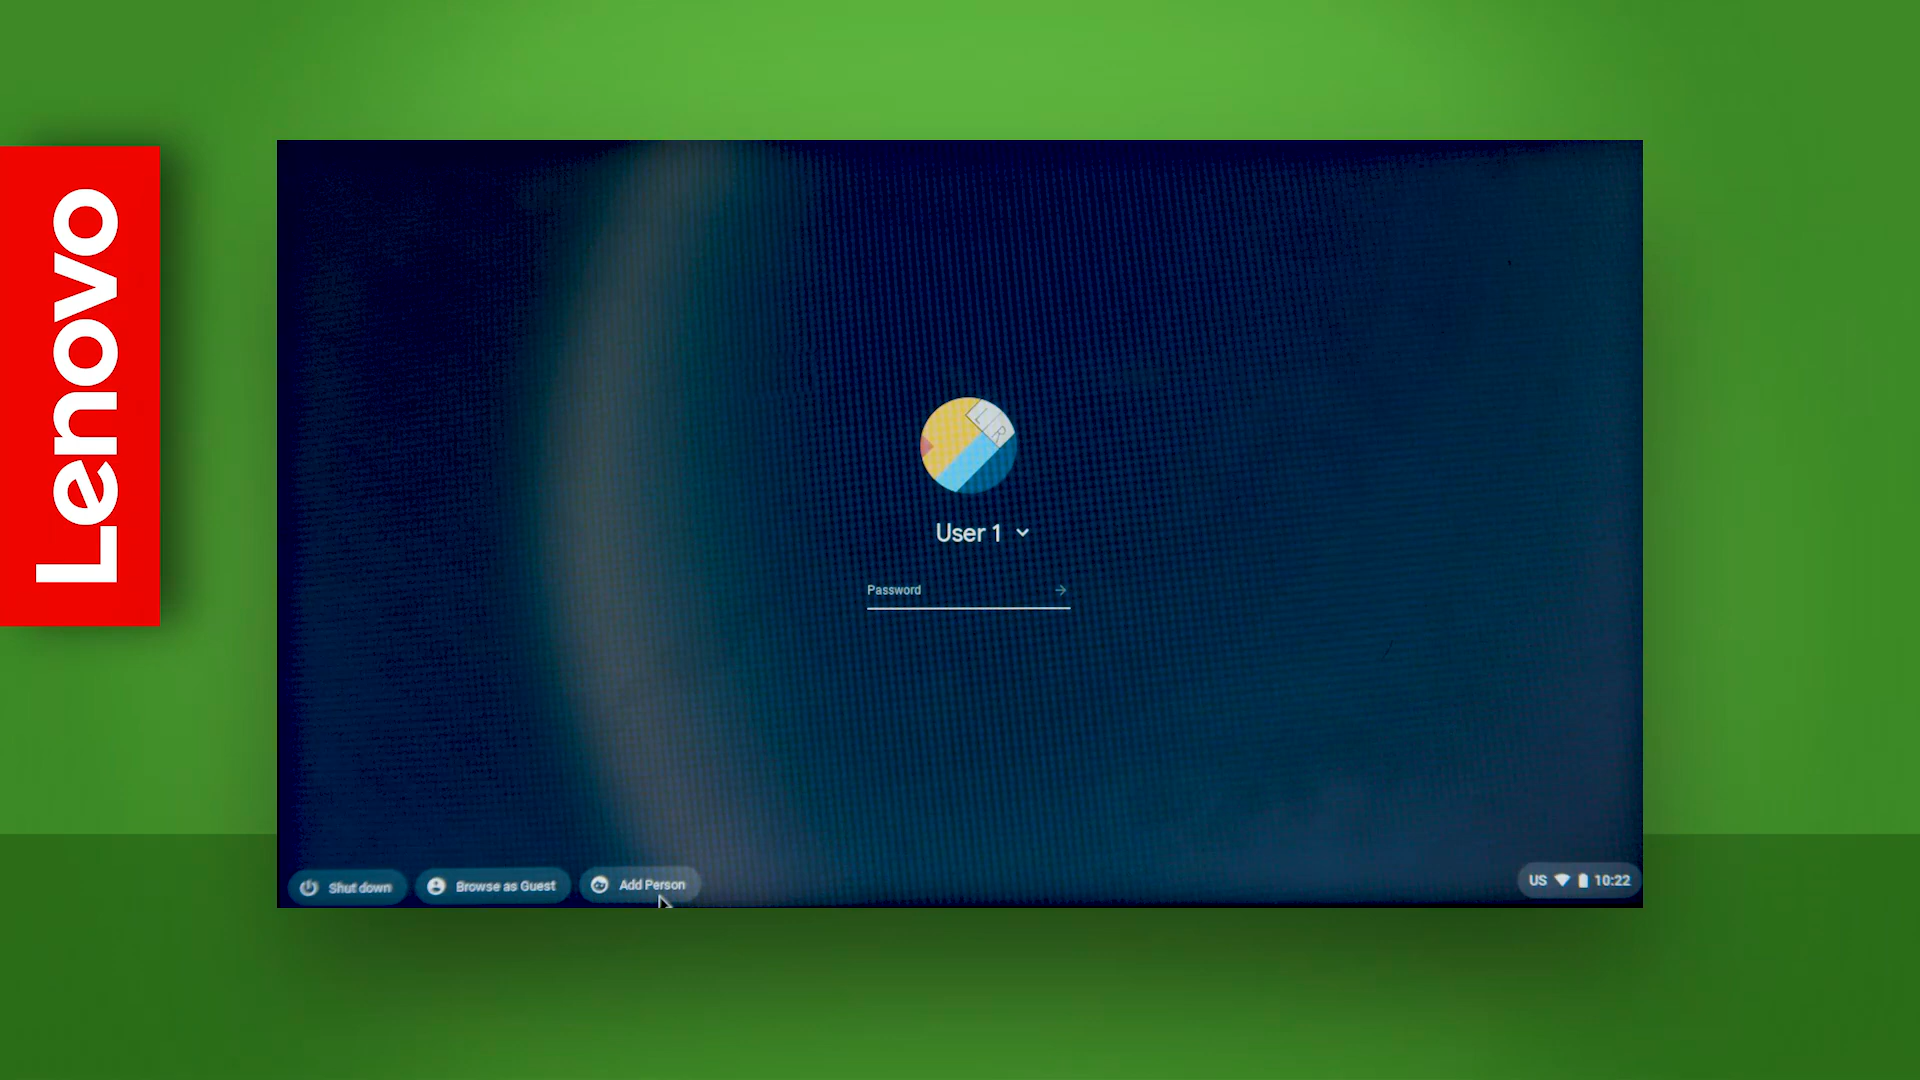 Lenovo
L R
User 1
Password
Shut down
Browse as Guest
Add Person
US 10:22